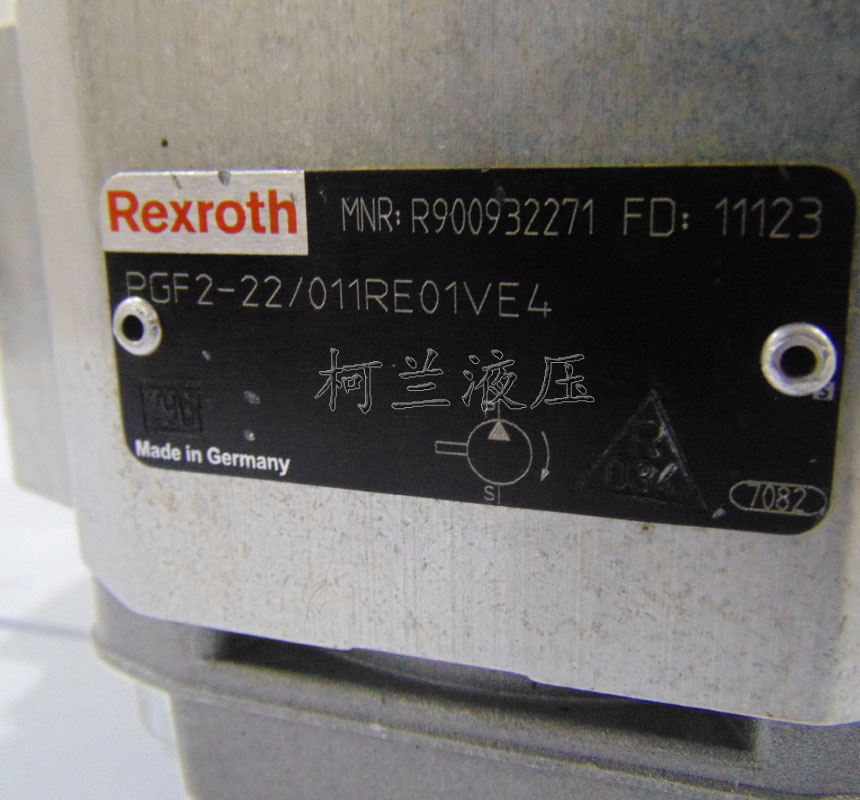 Rexroth MNR: R900932271 FD: 11123
PGF2-22/011RE01VE4
柯兰液压
Made in Germany
S
7082